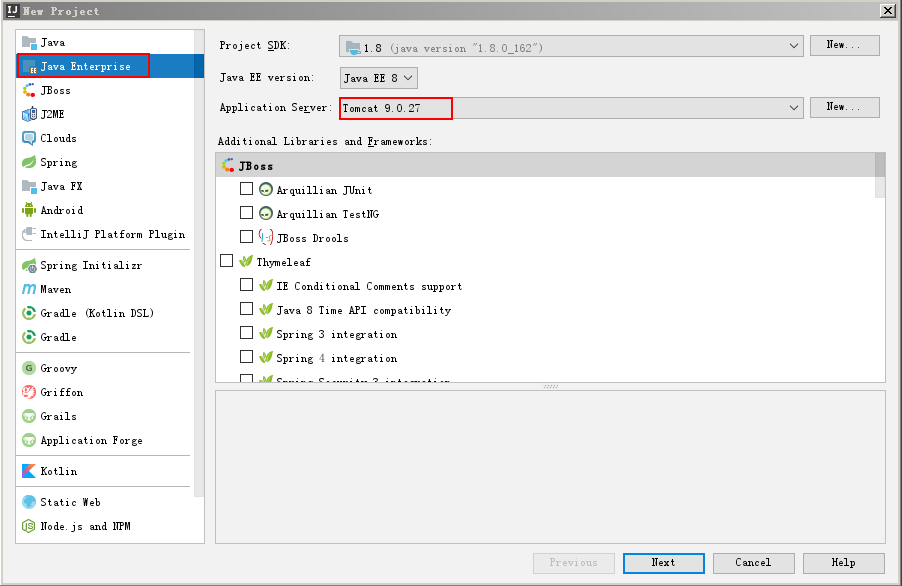 New Project
Java
Java Enterprise
JBoss
J2ME
Clouds
Spring
Java FX
Android
IntelliJ Platform Plugin
Spring Initializr
Maven
Gradle (Kotlin DSL)
Gradle
Groovy
Griffon
Grails
Application Forge
Kotlin
Static Web
Node.js and NPM
Project SDK: 1.8 (java version "1.8.0_162") New...
Java EE version: Java EE 8
Application Server: Tomcat 9.0.27 New...
Additional Libraries and Frameworks:
JBoss
Arquillian JUnit
Arquillian TestNG
JBoss Drools
Thymeleaf
IE Conditional Comments support
Java 8 Time API compatibility
Spring 3 integration
Spring 4 integration
Spring Security 3 integration
Previous Next Cancel Help